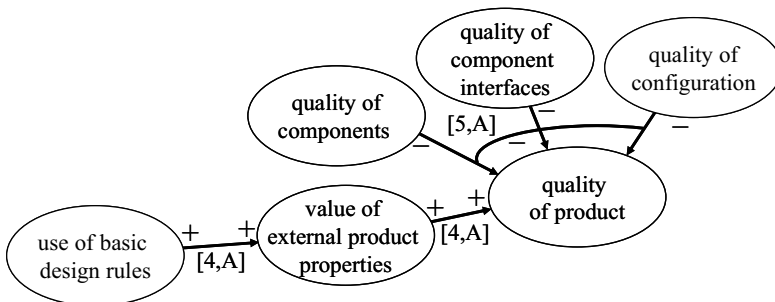 quality of
component
interfaces
quality of
configuration
quality of
components
[5,A]
−
−
−
−
quality
of product
value of
external product
properties
+
+
[4,A]
use of basic
design rules
+
+
[4,A]